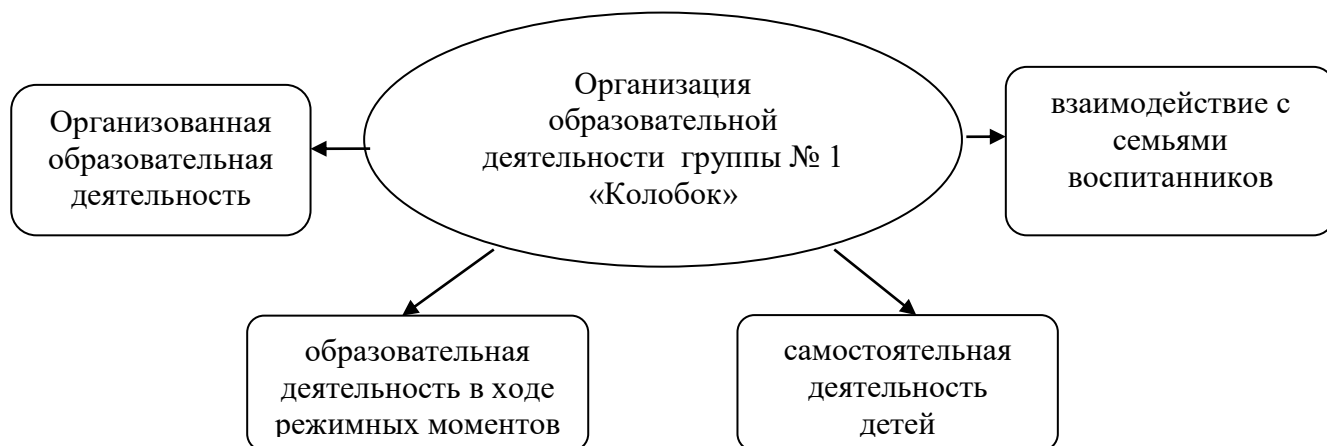 Организация
образовательной
деятельности группы № 1
«Колобок»
Организованная
образовательная
деятельность
взаимодействие с
семьями
воспитанников
образовательная
деятельность в ходе
режимных моментов
самостоятельная
деятельность
детей